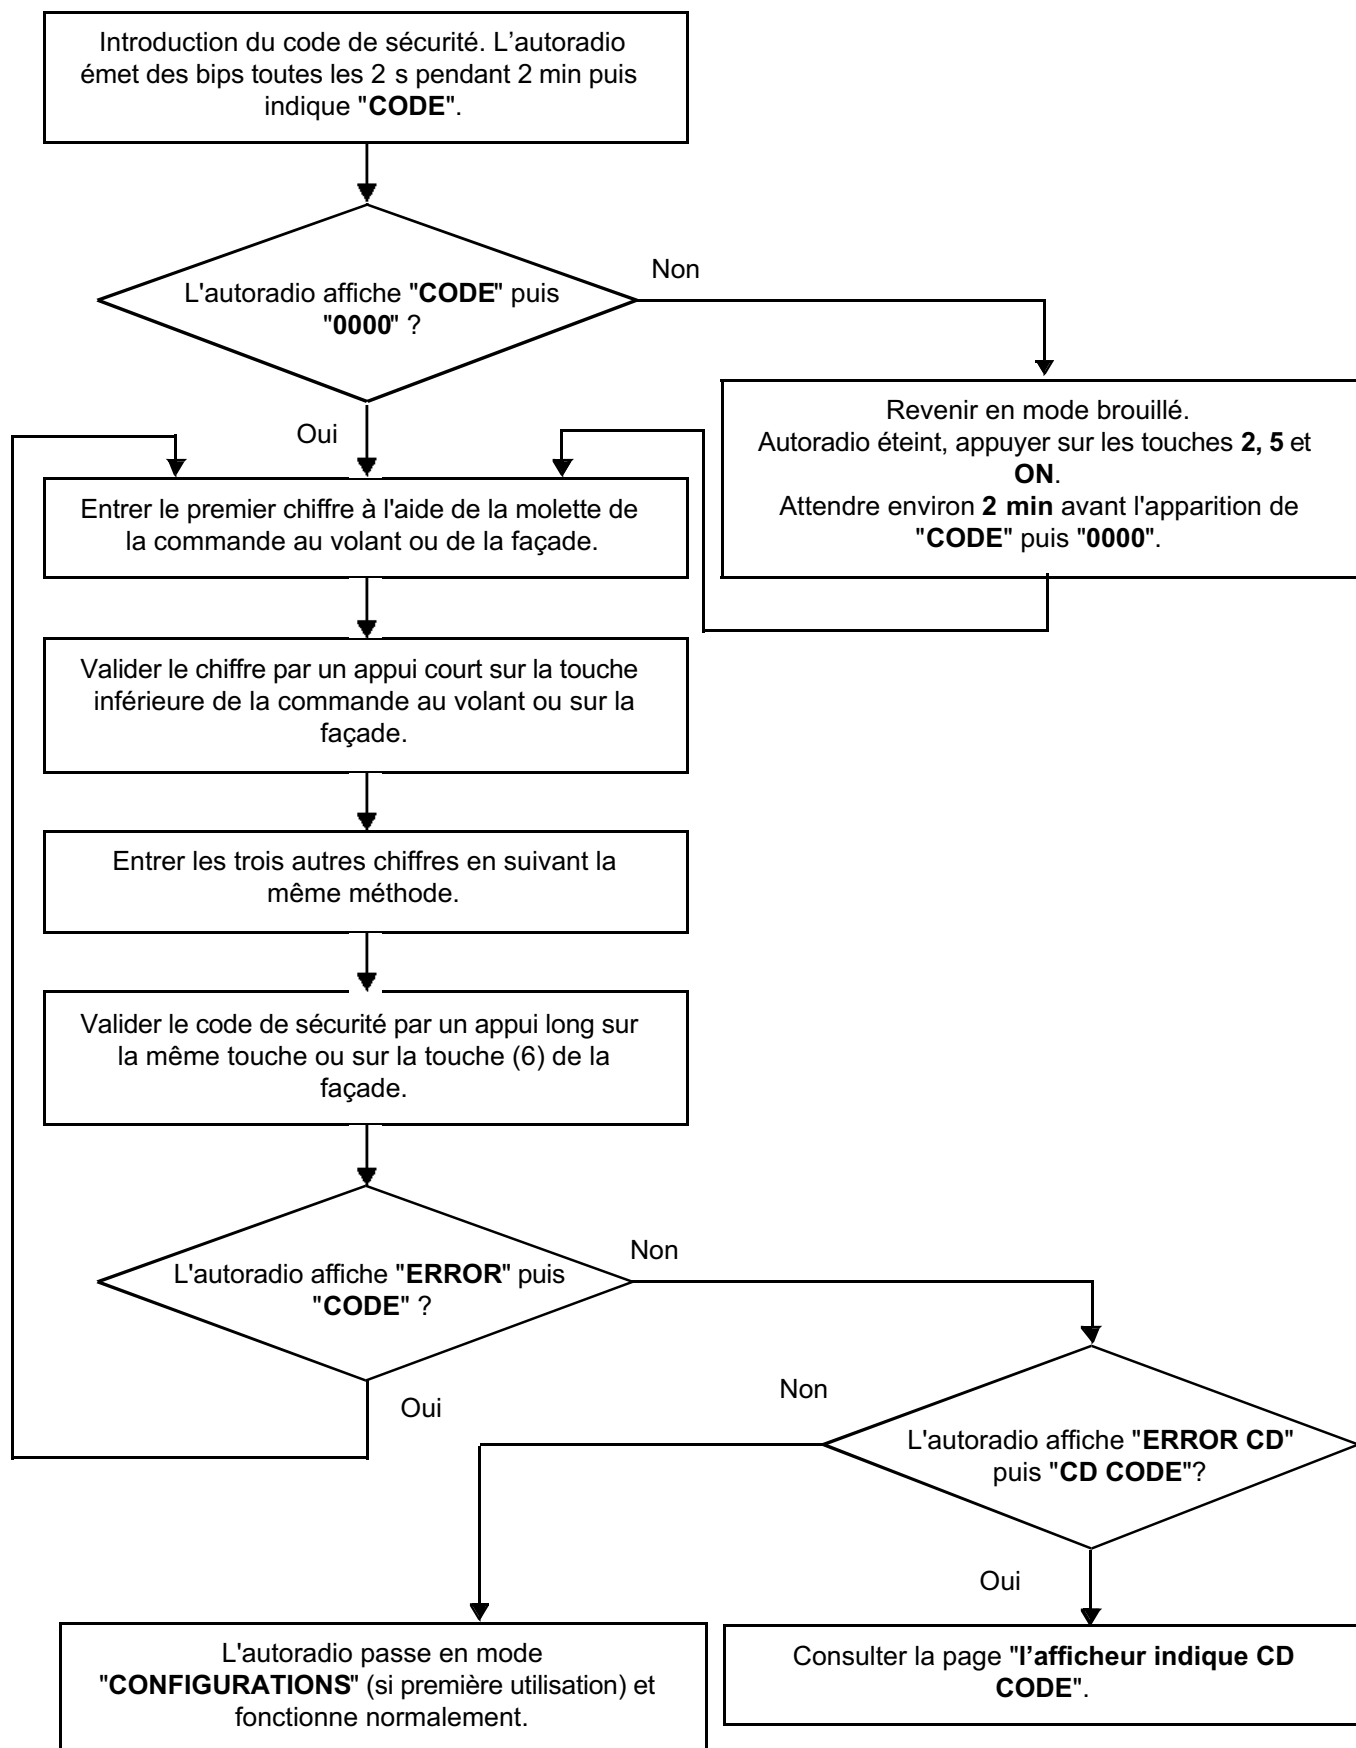 Introduction du code de sécurité. L’autoradio
émet des bips toutes les 2 s pendant 2 min puis
indique "CODE".
L'autoradio affiche "CODE" puis
"0000" ?
Non
Oui
Revenir en mode brouillé.
Autoradio éteint, appuyer sur les touches 2, 5 et
ON.
Attendre environ 2 min avant l'apparition de
"CODE" puis "0000".
Entrer le premier chiffre à l'aide de la molette de
la commande au volant ou de la façade.
Valider le chiffre par un appui court sur la touche
inférieure de la commande au volant ou sur la
façade.
Entrer les trois autres chiffres en suivant la
même méthode.
Valider le code de sécurité par un appui long sur
la même touche ou sur la touche (6) de la
façade.
L'autoradio affiche "ERROR" puis
"CODE" ?
Non
Oui
Non
L'autoradio affiche "ERROR CD"
puis "CD CODE"?
Oui
L'autoradio passe en mode
"CONFIGURATIONS" (si première utilisation) et
fonctionne normalement.
Consulter la page "l’afficheur indique CD
CODE".